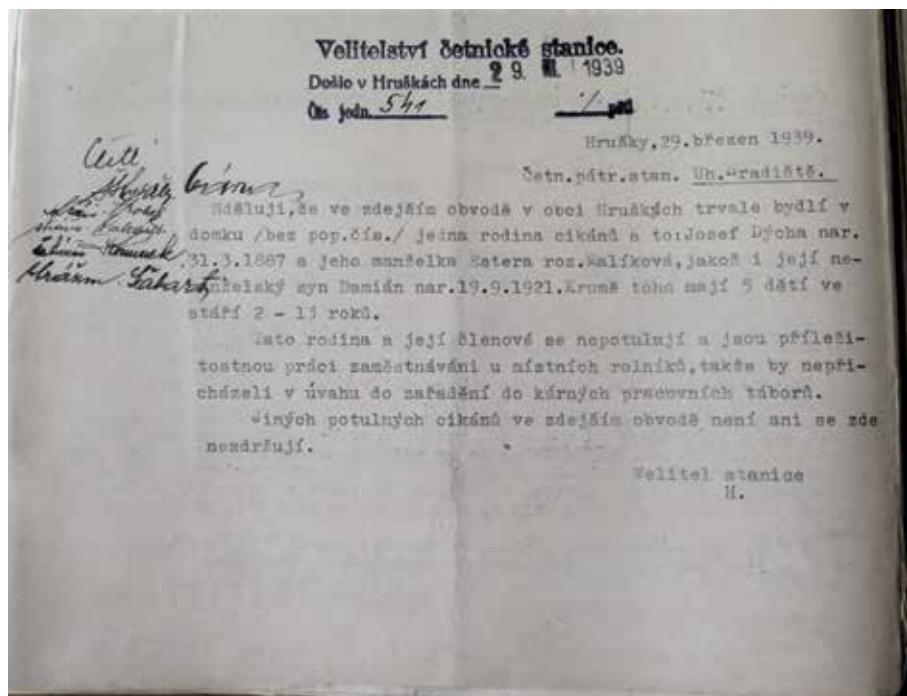 Velitelství četnické stanice.
Došlo v Hruškách dne 29. III. 1939
Čís. jedn. 541 příl.
Hrušky, 29.březen 1939.
Četn.pátr.stan. Uh.Hradiště.
Četli
Sděluji,že ve zdejším obvodě v obci Hruškých trvale bydlí v
domku /bez pop.čís./ jedna rodina cikánů a to:Josef Dýcha nar.
31.3.1887 a jeho manželka Estera roz.Malíková,jakož i její ne-
manželský syn Damián nar.19.9.1921.Kromě toho mají 5 dětí ve
stáří 2 - 13 roků.
Tato rodina a její členové se nepotulují a jsou příleži-
tostnou práci zaměstnáváni u místních rolníků,takže by nepři-
cházeli v úvahu do zařadění do kárných pracovních táborů.
Jiných potulných cikánů ve zdejším obvodě není ani se zde
nezdržují.
Velitel stanice
H.